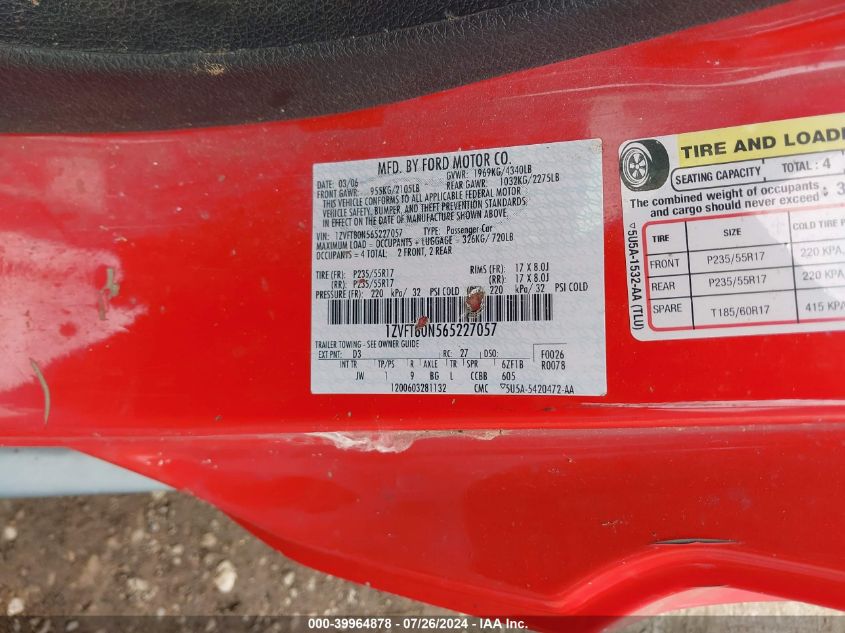 MFD. BY FORD MOTOR CO.
DATE: 03/06 GVWR: 1969KG/4340LB
FRONT GAWR: 955KG/2105LB REAR GAWR: 1032KG/2275LB
THIS VEHICLE CONFORMS TO ALL APPLICABLE FEDERAL MOTOR
VEHICLE SAFETY, BUMPER, AND THEFT PREVENTION STANDARDS
IN EFFECT ON THE DATE OF MANUFACTURE SHOWN ABOVE.
VIN: 1ZVFT80N565227057 TYPE: Passenger Car
MAXIMUM LOAD = OCCUPANTS + LUGGAGE = 326KG/720LB
OCCUPANTS = 4 TOTAL: 2 FRONT, 2 REAR
TIRE (FR): P235/55R17 RIMS (FR): 17 X 8.0J
(RR): P235/55R17 (RR): 17 X 8.0J
PRESSURE (FR): 220 kPa/ 32 PSI COLD 220 kPa/ 32 PSI COLD
1ZVFT80N565227057
TRAILER TOWING - SEE OWNER GUIDE
EXT PNT: D3 RC: 27 DSO: F0026
INT TR TP/PS R AXLE TR SPR 6ZF1B R0078
JW 1 9 BG L CCBB 605
1200603281132 CMC 5U5A-5420472-AA
TIRE AND LOADI
SEATING CAPACITY TOTAL: 4
The combined weight of occupants
and cargo should never exceed 3
TIRE SIZE COLD TIRE
FRONT P235/55R17 220 KPA,
REAR P235/55R17 220 KPA,
SPARE T185/60R17 415 KPA
5U5A-1532-AA (TLU)
000-39964878 - 07/26/2024 - IAA Inc.